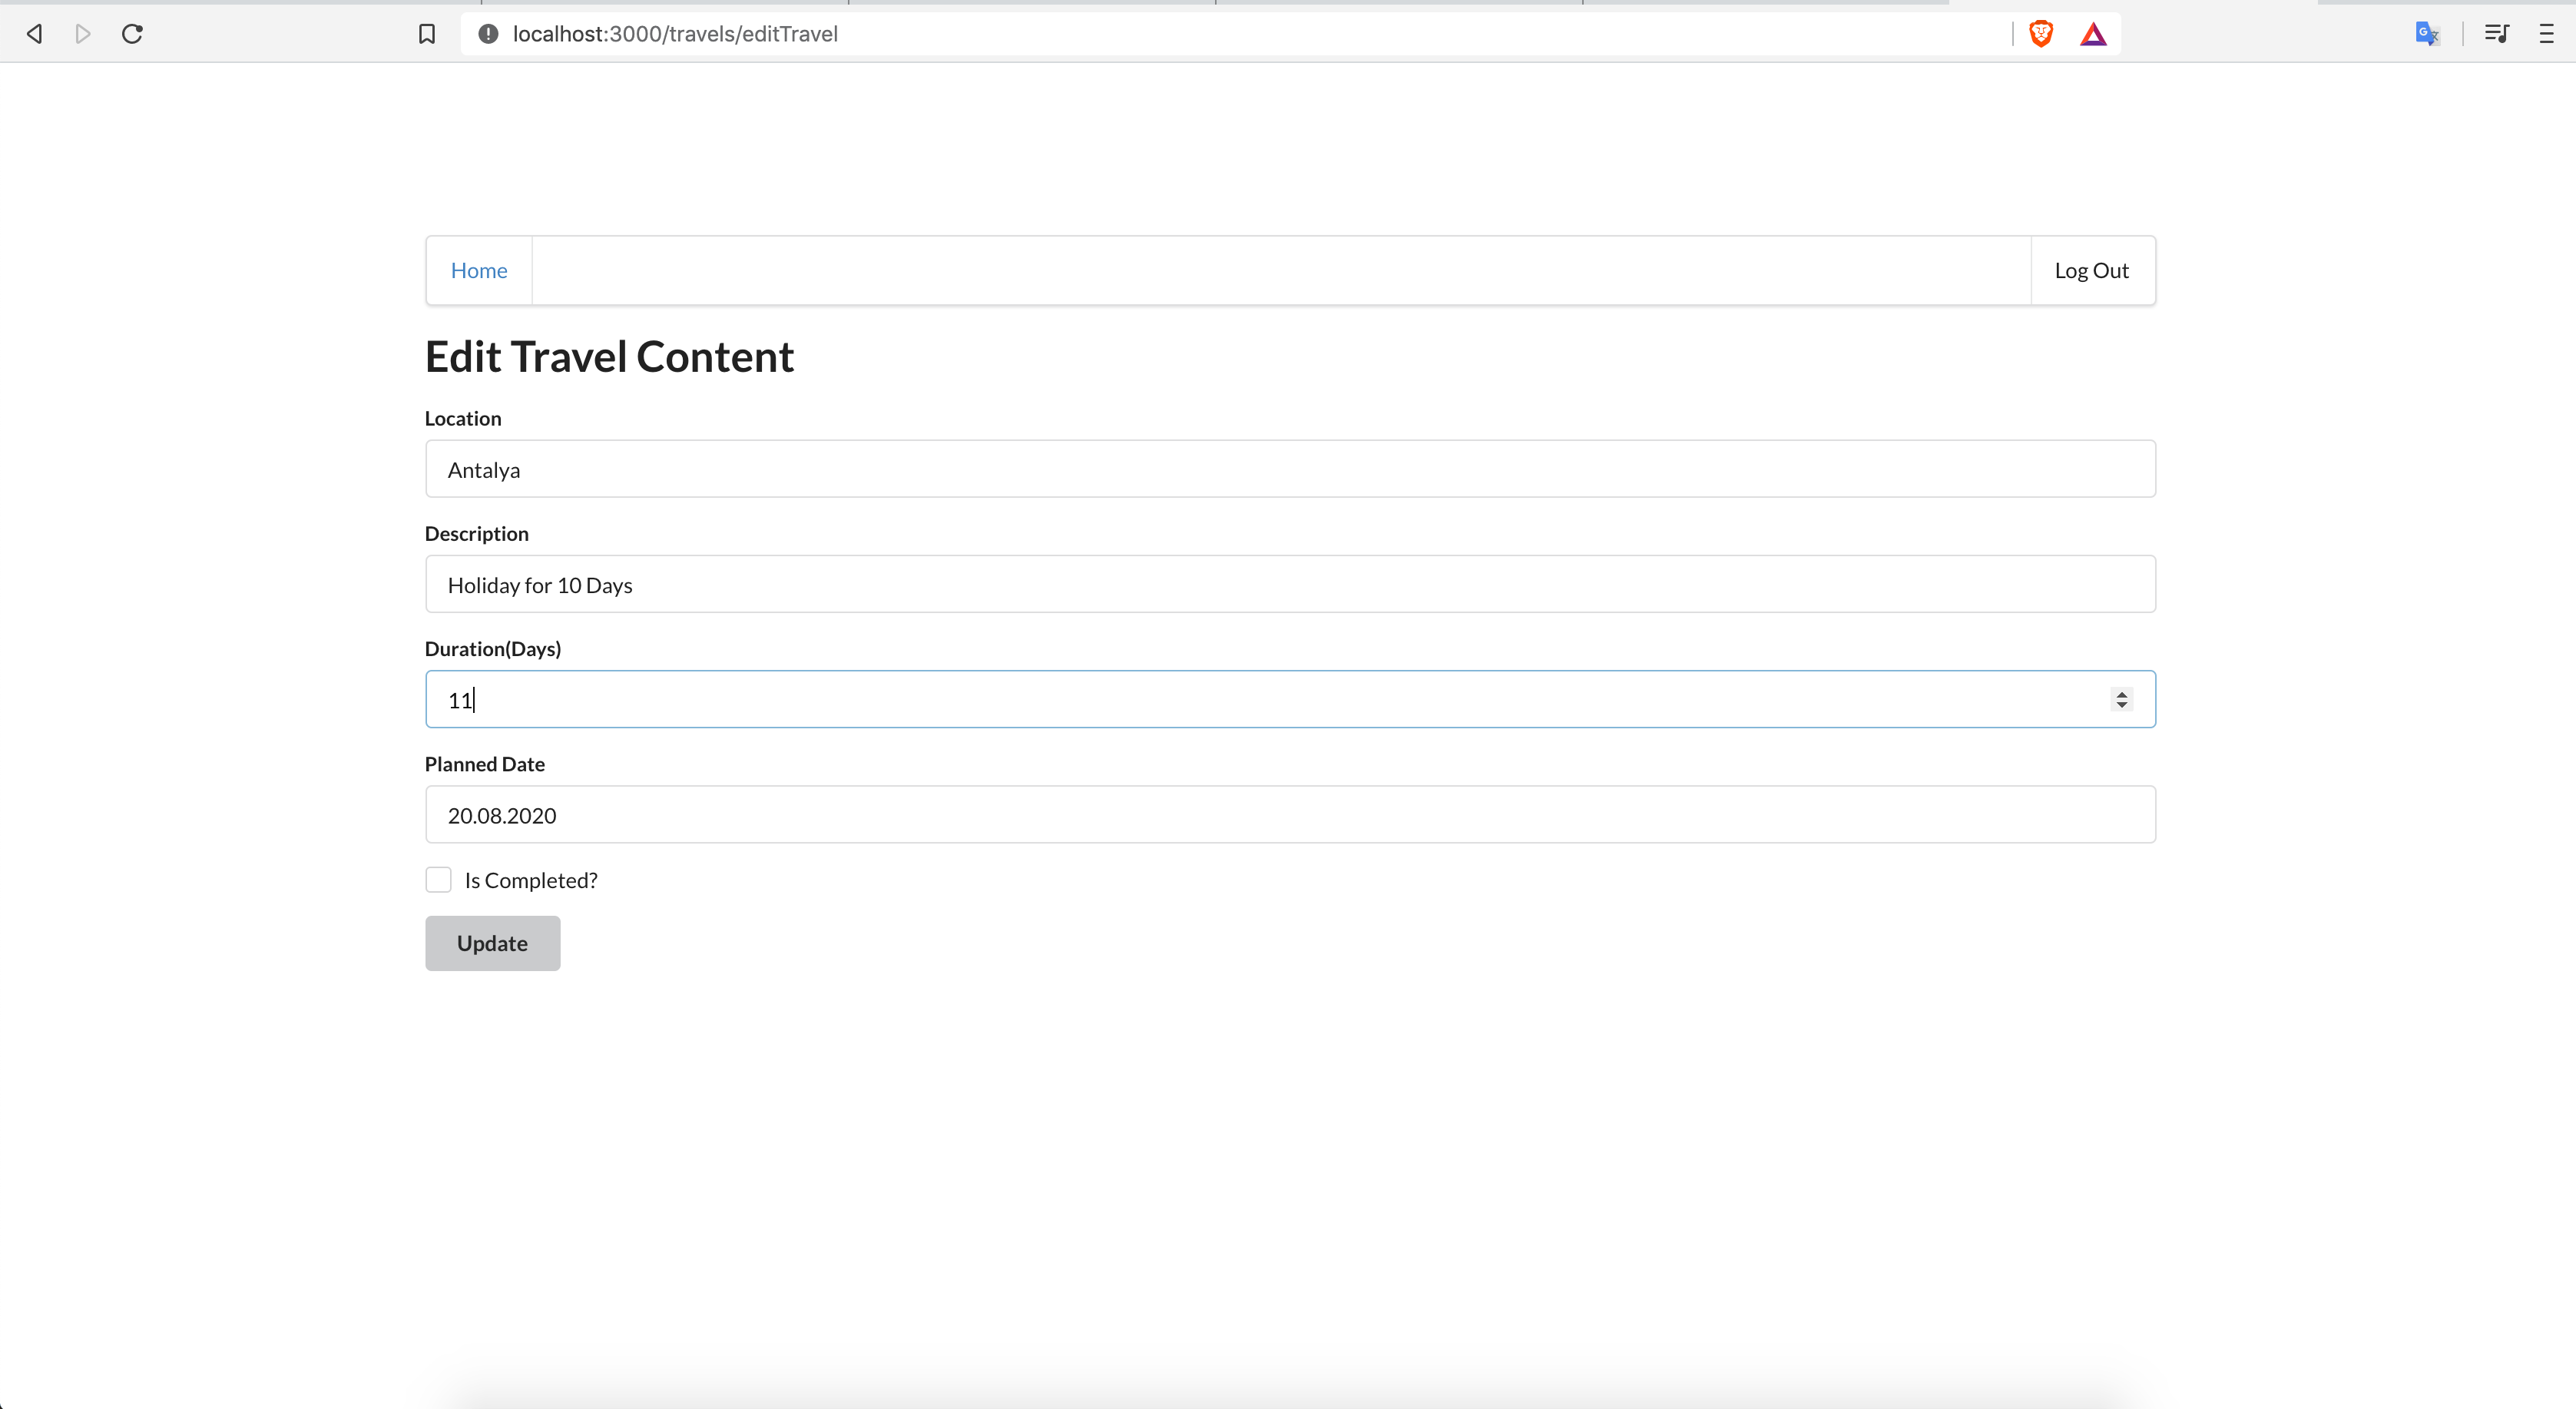 localhost:3000/travels/editTravel
Home
Log Out
Edit Travel Content
Location
Antalya
Description
Holiday for 10 Days
Duration(Days)
11
Planned Date
20.08.2020
Is Completed?
Update